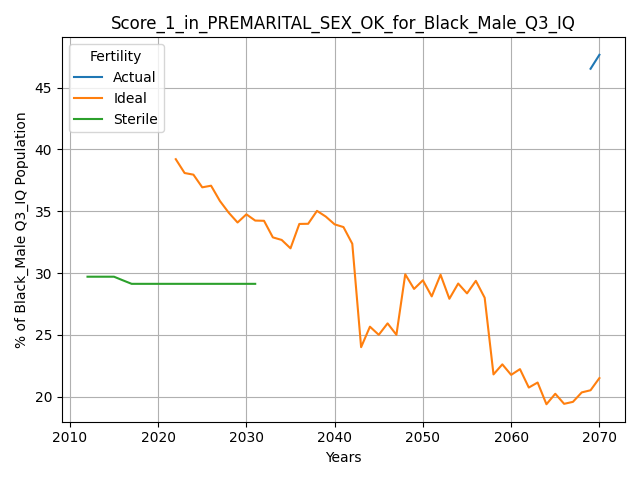 Score_1_in_PREMARITAL_SEX_OK_for_Black_Male_Q3_IQ
Fertility
Actual
Ideal
Sterile
% of Black_Male Q3_IQ Population
45
40
35
30
25
20
2010 2020 2030 2040 2050 2060 2070
Years